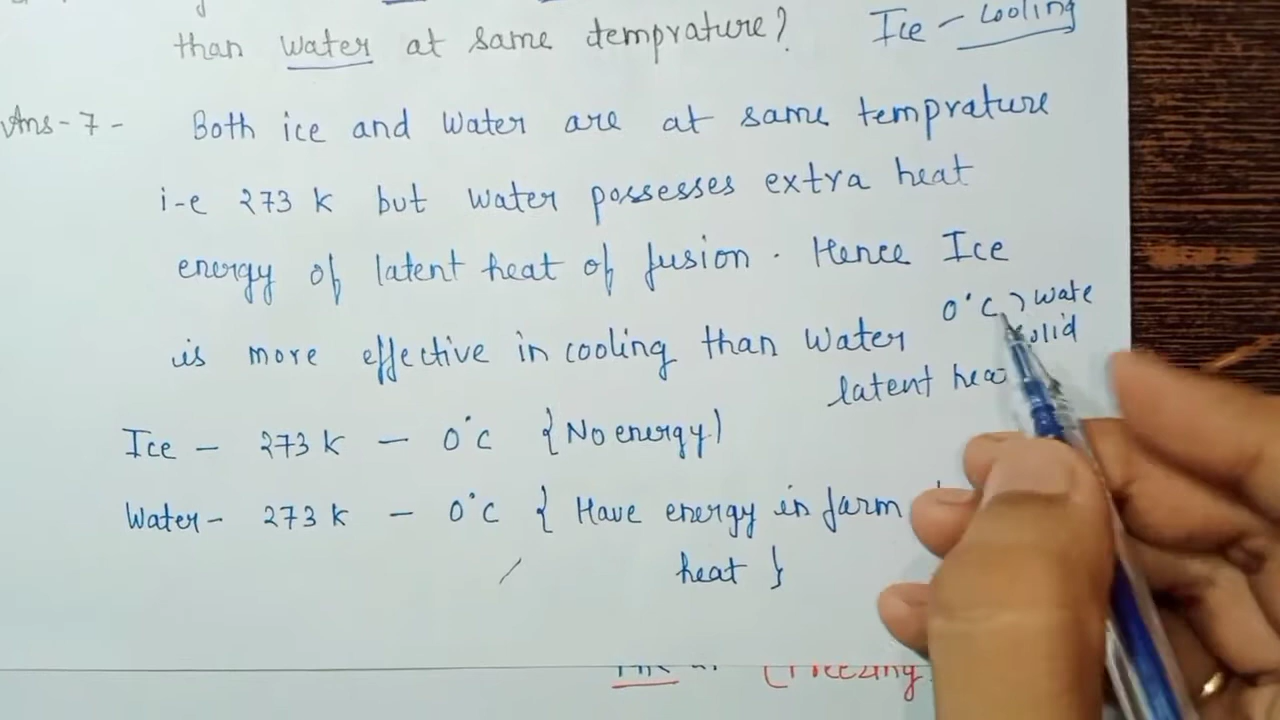 than water at same temprature?
Ice - cooling
Ans - 7 - Both ice and water are at same temprature
i-e 273 k but water possesses extra heat
energy of latent heat of fusion. Hence Ice
is more effective in cooling than water
0°C) wate
solid
latent hea
Ice - 273 k - 0°C { No energy)
Water - 273 k - 0°C { Have energy in farm
heat }